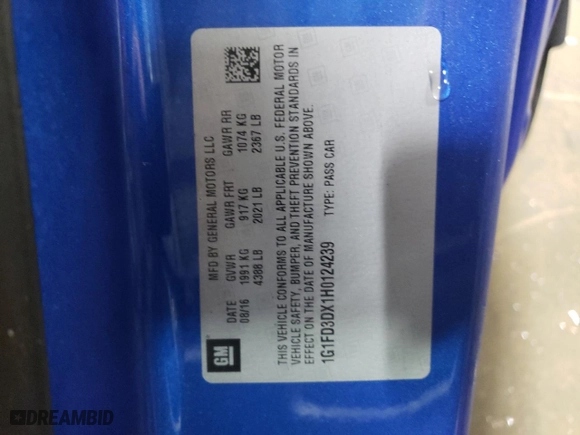 MFD BY GENERAL MOTORS LLC
DATE GVWR GAWR FRT GAWR RR
08/16 1991 KG 917 KG 1074 KG
4388 LB 2021 LB 2367 LB
THIS VEHICLE CONFORMS TO ALL APPLICABLE U.S. FEDERAL MOTOR
VEHICLE SAFETY, BUMPER, AND THEFT PREVENTION STANDARDS IN
EFFECT ON THE DATE OF MANUFACTURE SHOWN ABOVE.
1G1FD3DX1H0124239 TYPE: PASS CAR
GM
DREAMBID